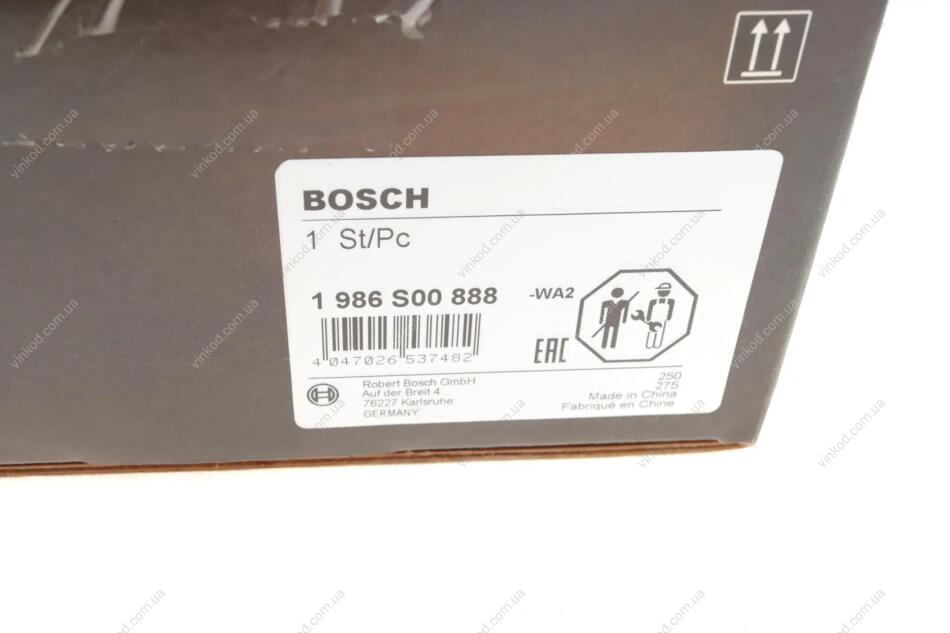 BOSCH
1 St/Pc
1 986 S00 888 -WA2
EAC
4 047026 537482
Robert Bosch GmbH
Auf der Breit 4
76227 Karlsruhe
GERMANY
250
275
Made in China
Fabriqué en Chine
vinkod.com.ua